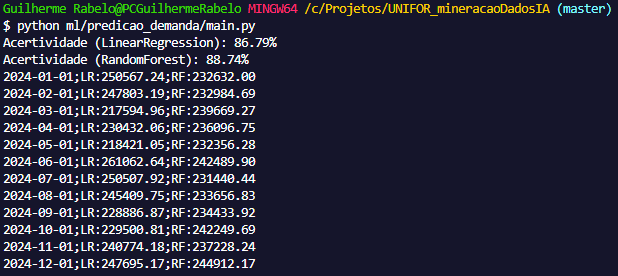 Guilherme Rabelo@PCGuilhermeRabelo MINGW64 /c/Projetos/UNIFOR_mineracaoDadosIA (master)
$ python ml/predicao_demanda/main.py
Acertividade (LinearRegression): 86.79%
Acertividade (RandomForest): 88.74%
2024-01-01;LR:250567.24;RF:232632.00
2024-02-01;LR:247803.19;RF:232984.69
2024-03-01;LR:217594.96;RF:239669.27
2024-04-01;LR:230432.06;RF:236096.75
2024-05-01;LR:218421.05;RF:232356.28
2024-06-01;LR:261062.64;RF:242489.90
2024-07-01;LR:250507.92;RF:231440.44
2024-08-01;LR:245409.75;RF:233656.83
2024-09-01;LR:228886.87;RF:234433.92
2024-10-01;LR:229500.81;RF:242249.69
2024-11-01;LR:240774.18;RF:237228.24
2024-12-01;LR:247695.17;RF:244912.17